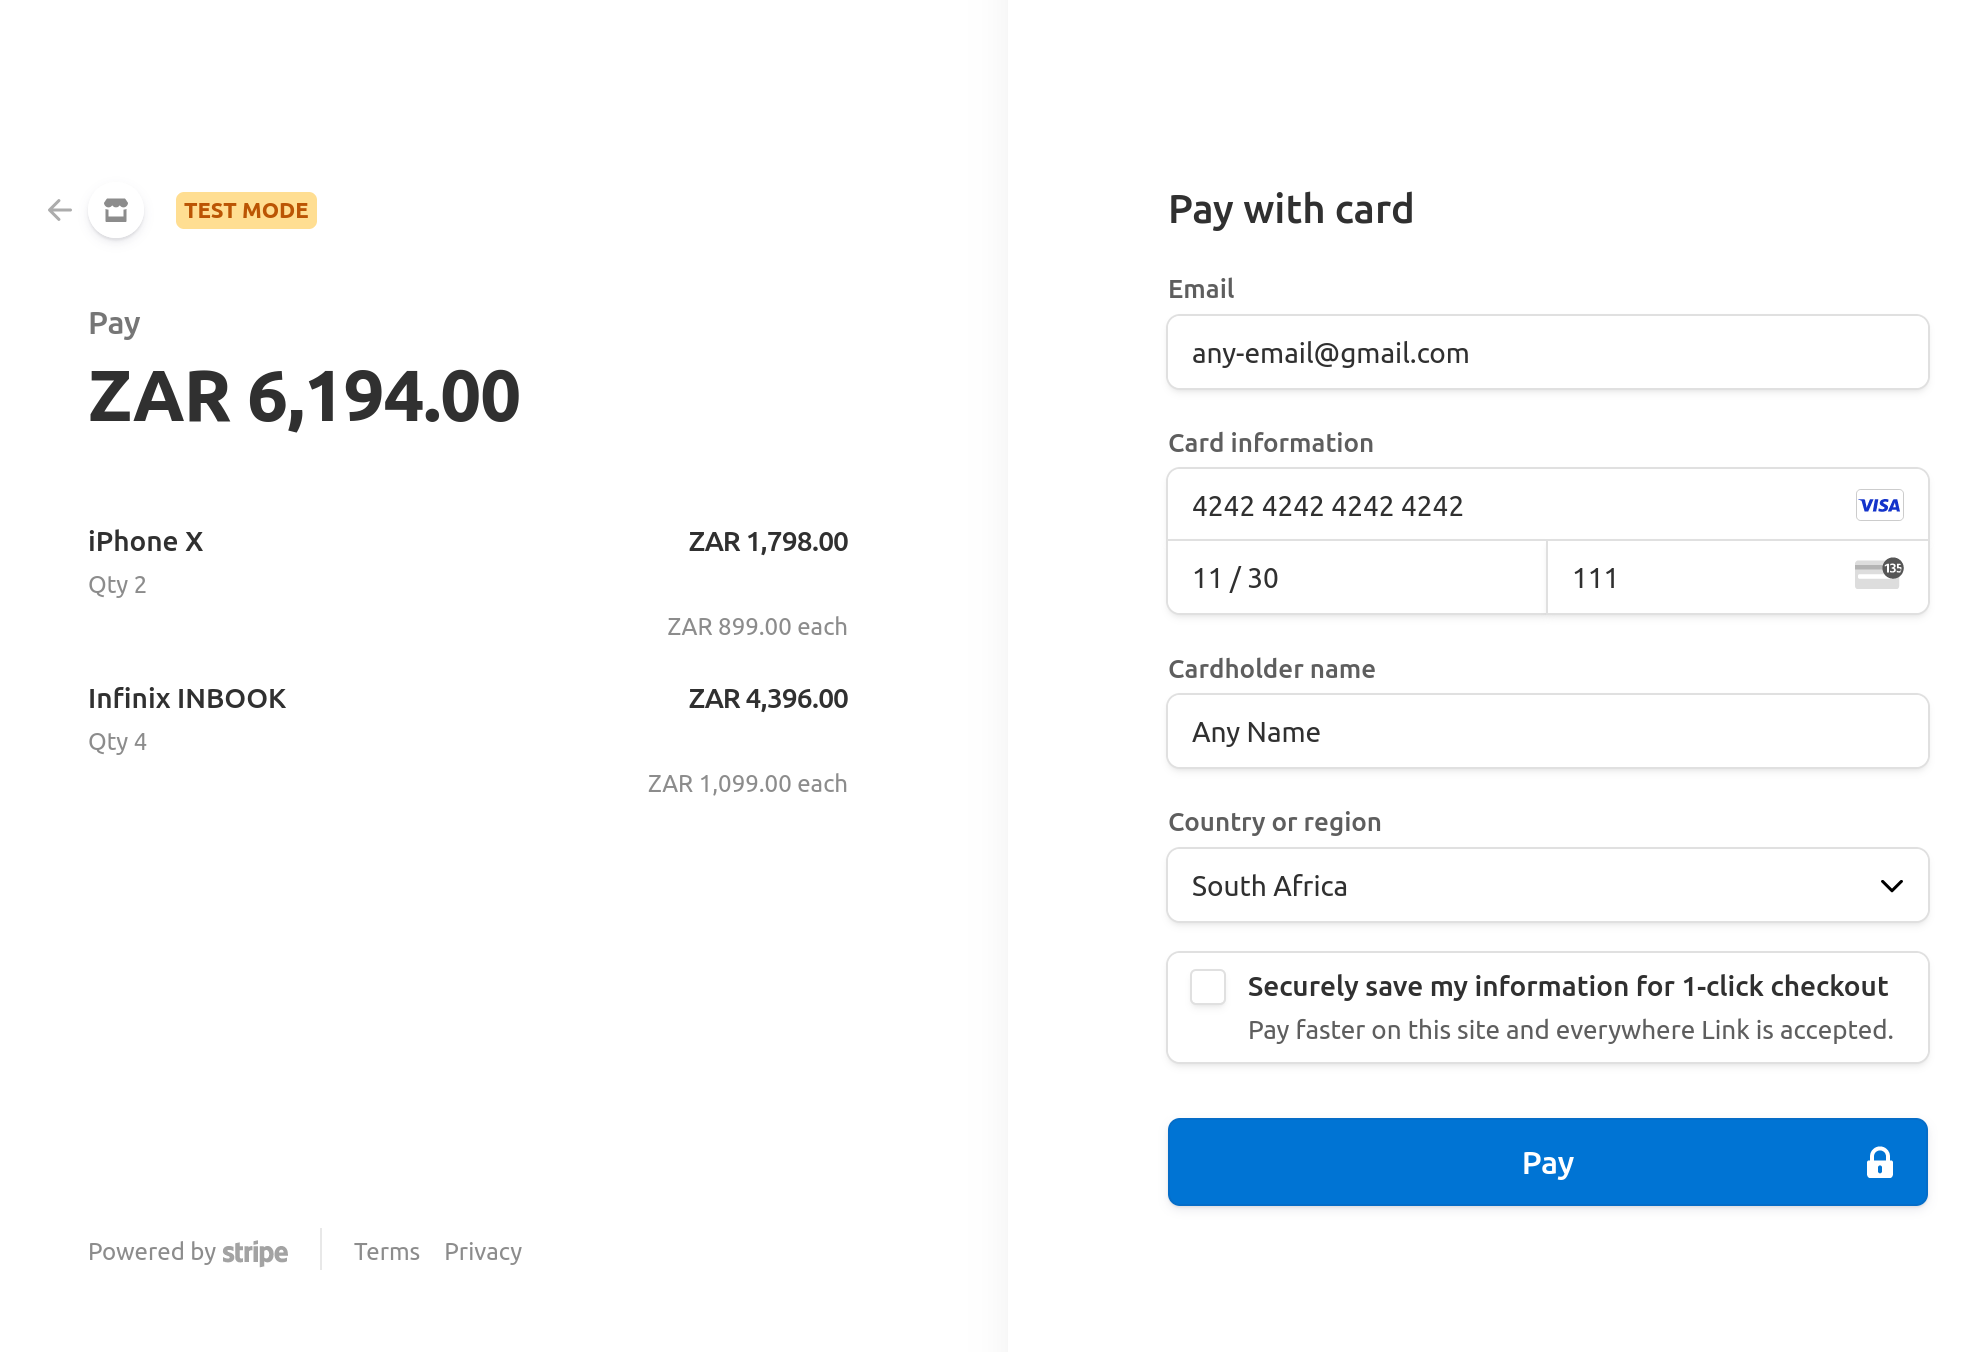 TEST MODE
Pay
ZAR 6,194.00
iPhone X
ZAR 1,798.00
Qty 2
ZAR 899.00 each
Infinix INBOOK
ZAR 4,396.00
Qty 4
ZAR 1,099.00 each
Powered by stripe
Terms
Privacy
Pay with card
Email
any-email@gmail.com
Card information
4242 4242 4242 4242
VISA
11 / 30
111
135
Cardholder name
Any Name
Country or region
South Africa
Securely save my information for 1-click checkout
Pay faster on this site and everywhere Link is accepted.
Pay